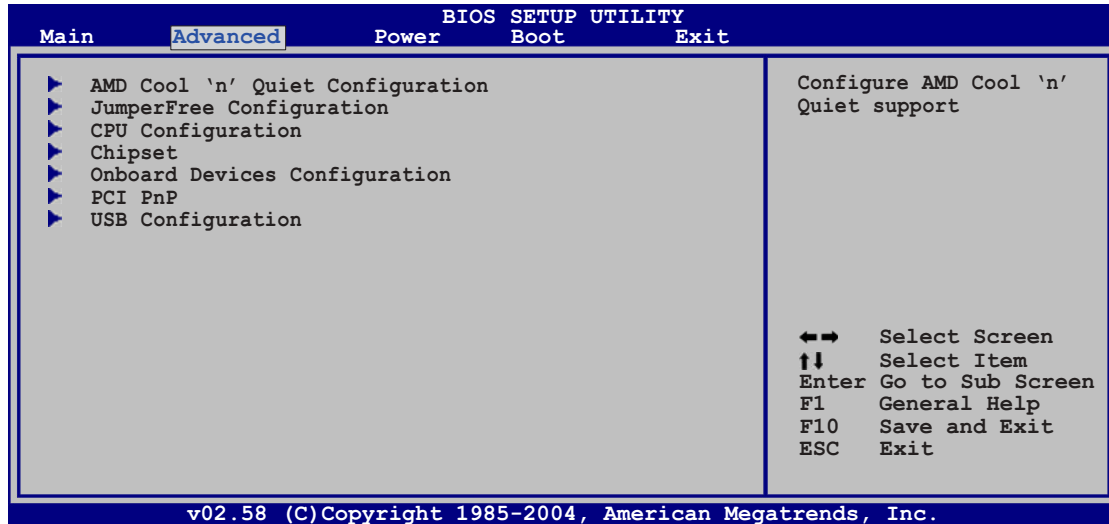 BIOS SETUP UTILITY
Main Advanced Power Boot Exit
AMD Cool ‘n’ Quiet Configuration
JumperFree Configuration
CPU Configuration
Chipset
Onboard Devices Configuration
PCI PnP
USB Configuration
Configure AMD Cool ‘n’
Quiet support
Select Screen
Select Item
Enter Go to Sub Screen
F1 General Help
F10 Save and Exit
ESC Exit
v02.58 (C)Copyright 1985-2004, American Megatrends, Inc.